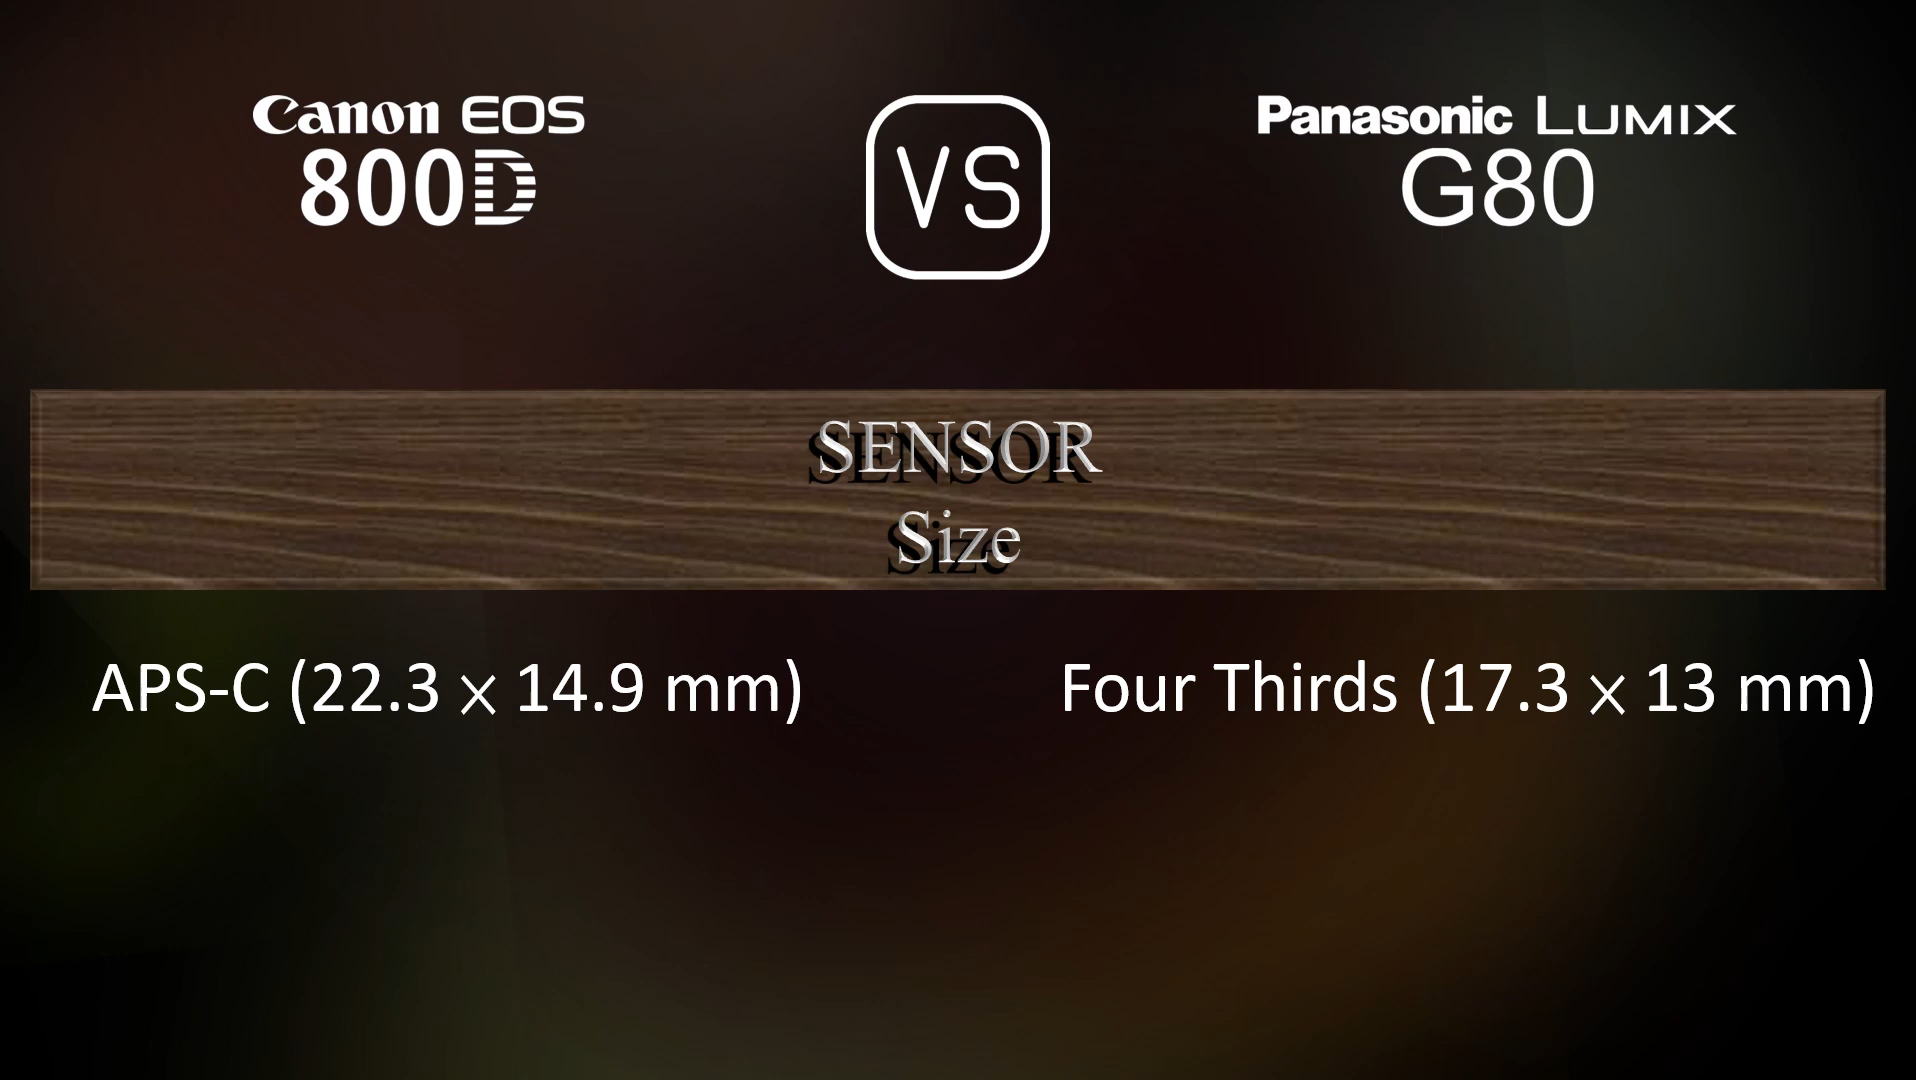 Canon EOS
800D
VS
Panasonic LUMIX
G80
SENSOR
Size
APS-C (22.3 x 14.9 mm)
Four Thirds (17.3 x 13 mm)